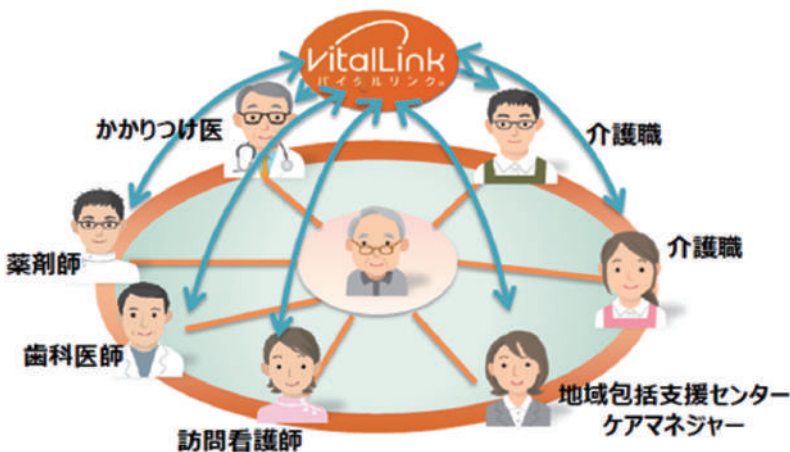 VitalLink
バイタルリンク®
かかりつけ医
介護職
薬剤師
介護職
歯科医師
訪問看護師
地域包括支援センター
ケアマネジャー